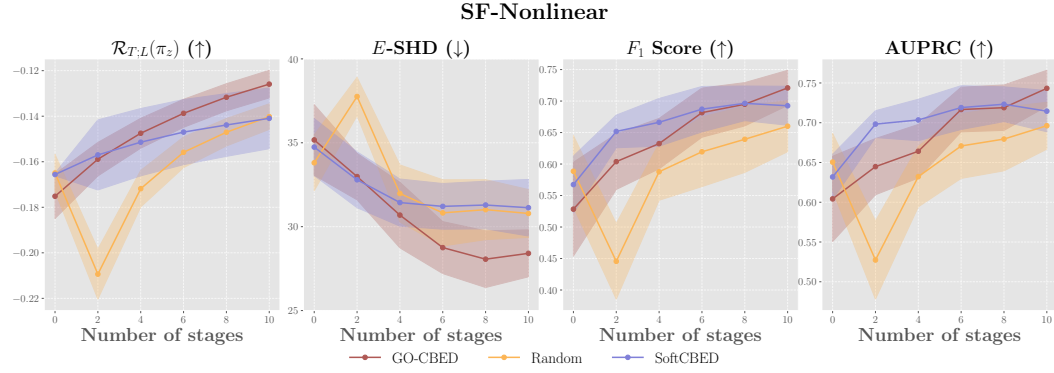 SF-Nonlinear
$\mathcal{R}_{T;L}(\pi_z)$ (↑)
−0.12
−0.14
−0.16
−0.18
−0.20
−0.22
0 2 4 6 8 10
Number of stages
$E$-SHD (↓)
40
35
30
25
0 2 4 6 8 10
Number of stages
$F_1$ Score (↑)
0.75
0.70
0.65
0.60
0.55
0.50
0.45
0.40
0 2 4 6 8 10
Number of stages
AUPRC (↑)
0.75
0.70
0.65
0.60
0.55
0.50
0 2 4 6 8 10
Number of stages
GO-CBED Random SoftCBED